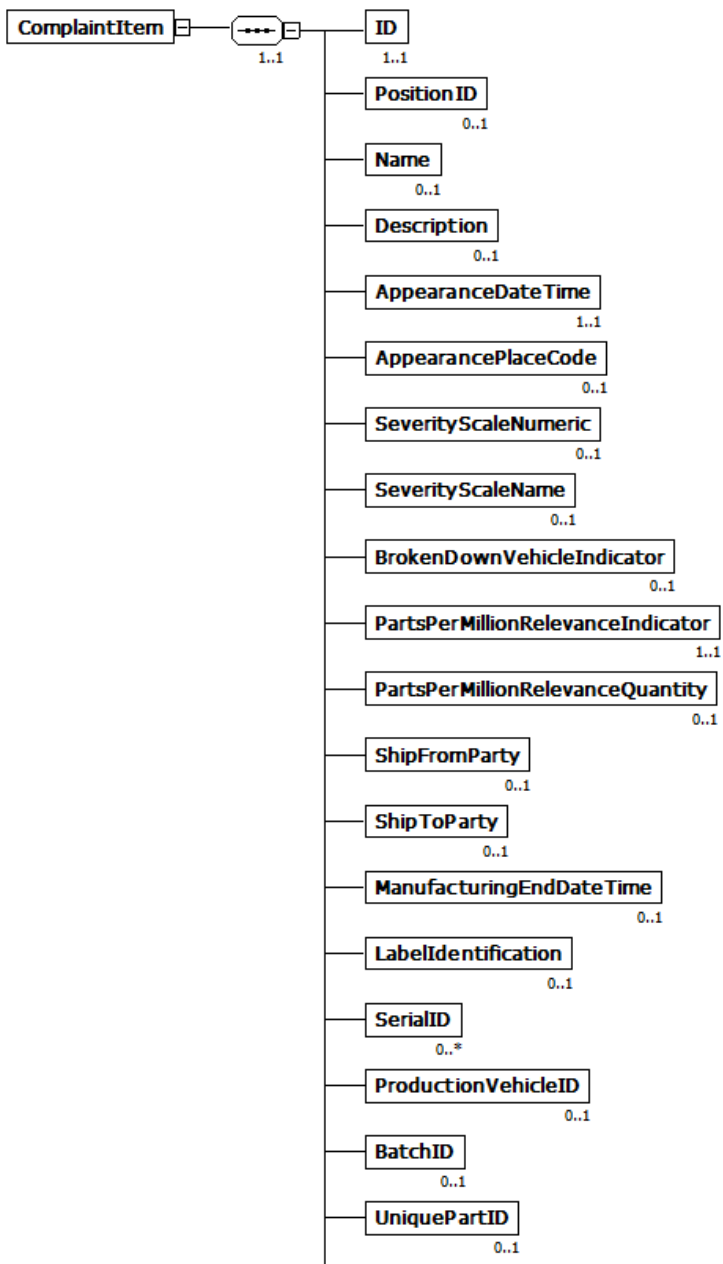 ComplaintItem
1..1
ID
1..1
PositionID
0..1
Name
0..1
Description
0..1
AppearanceDateTime
1..1
AppearancePlaceCode
0..1
SeverityScaleNumeric
0..1
SeverityScaleName
0..1
BrokenDownVehicleIndicator
0..1
PartsPerMillionRelevanceIndicator
1..1
PartsPerMillionRelevanceQuantity
0..1
ShipFromParty
0..1
ShipToParty
0..1
ManufacturingEndDateTime
0..1
LabelIdentification
0..1
SerialID
0..*
ProductionVehicleID
0..1
BatchID
0..1
UniquePartID
0..1